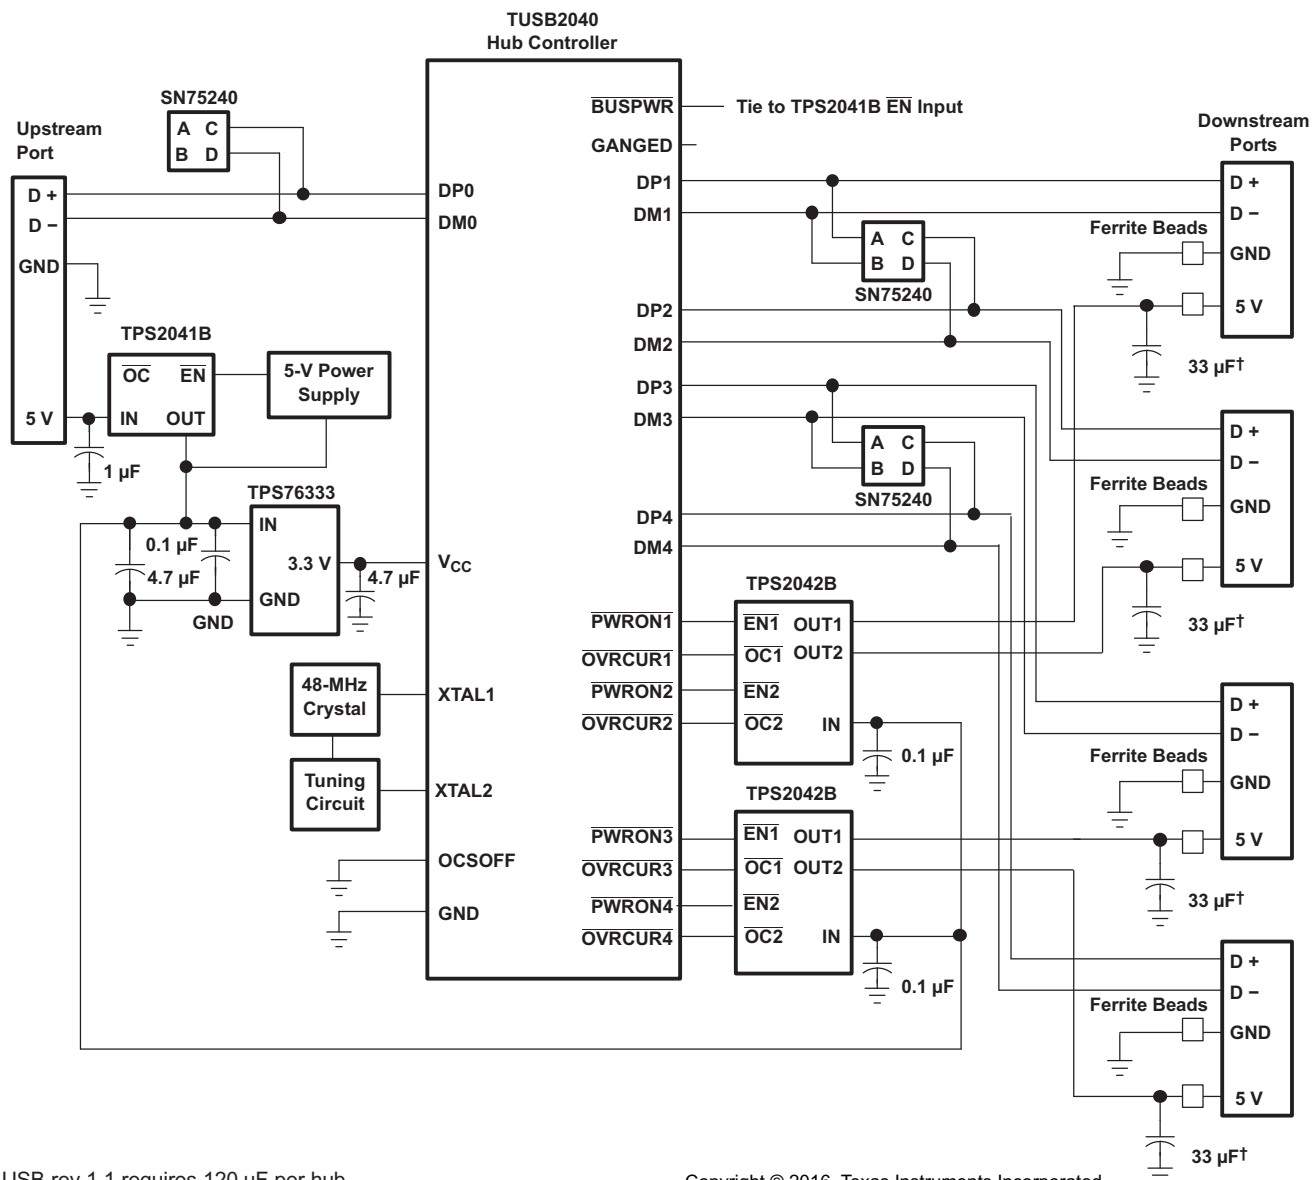 TUSB2040
Hub Controller
SN75240
A C
B D
Upstream
Port
D +
D −
GND
5 V
BUSPWR
Tie to TPS2041B EN Input
GANGED
DP0
DM0
DP1
DM1
DP2
DM2
DP3
DM3
DP4
DM4
A C
B D
SN75240
A C
B D
SN75240
TPS2041B
OC EN
IN OUT
5-V Power
Supply
1 µF
TPS76333
IN
3.3 V
GND
0.1 µF
4.7 µF
GND
4.7 µF
VCC
48-MHz
Crystal
XTAL1
Tuning
Circuit
XTAL2
OCSOFF
GND
PWRON1
OVRCUR1
PWRON2
OVRCUR2
TPS2042B
EN1 OUT1
OC1 OUT2
EN2
OC2 IN
0.1 µF
PWRON3
OVRCUR3
PWRON4
OVRCUR4
TPS2042B
EN1 OUT1
OC1 OUT2
EN2
OC2 IN
0.1 µF
Downstream
Ports
D +
D −
Ferrite Beads
GND
5 V
33 µF†
D +
D −
Ferrite Beads
GND
5 V
33 µF†
D +
D −
Ferrite Beads
GND
5 V
33 µF†
D +
D −
Ferrite Beads
GND
5 V
33 µF†
USB rev 1.1 requires 120 µF per hub
Copyright © 2016, Texas Instruments Incorporated